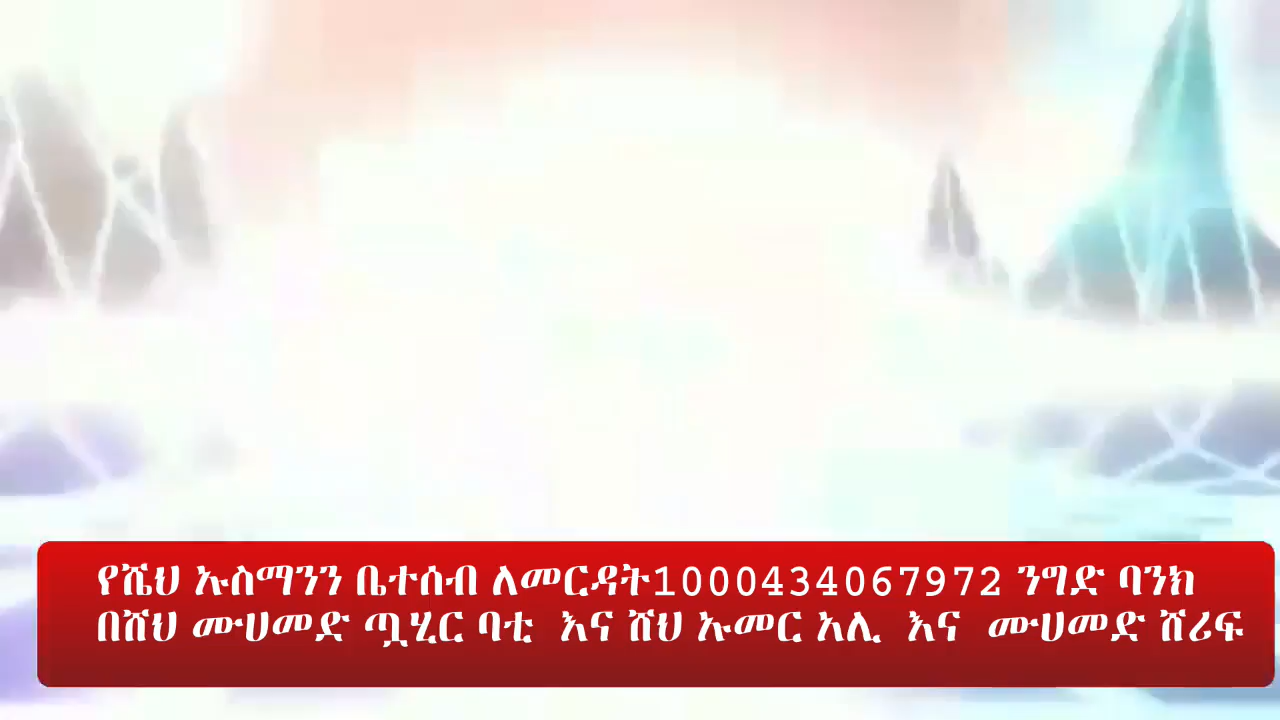 የሼህ ኡስማንን ቤተሰብ ለመርዳት1000434067972 ንግድ ባንክ
በሸህ ሙሀመድ ጧሂር ባቲ እና ሸህ ኡመር አሊ እና ሙሀመድ ሸሪፍ